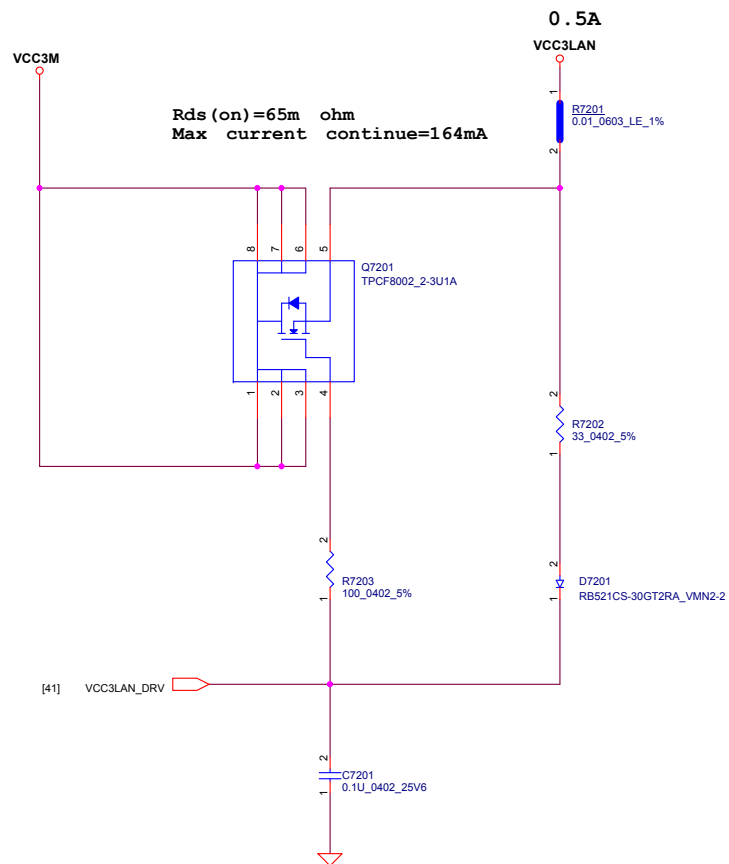 0.5A
VCC3LAN
VCC3M
1
R7201
0.01_0603_LE_1%
2
Rds(on)=65m ohm
Max current continue=164mA
8
7
6
5
Q7201
TPCF8002_2-3U1A
1
2
3
4
2
R7202
33_0402_5%
1
2
R7203
100_0402_5%
1
2
D7201
RB521CS-30GT2RA_VMN2-2
1
[41] VCC3LAN_DRV
2
C7201
0.1U_0402_25V6
1